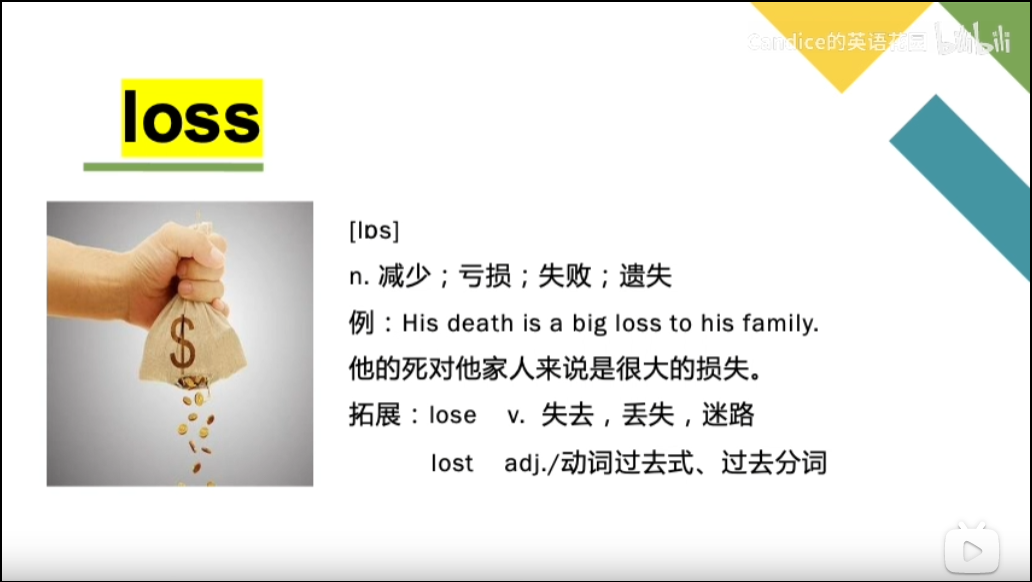 Candice的英语花园 bilibili
loss
$
[lɒs]
n. 减少；亏损；失败；遗失
例：His death is a big loss to his family.
他的死对他家人来说是很大的损失。
拓展：lose v. 失去，丢失，迷路
lost adj./动词过去式、过去分词